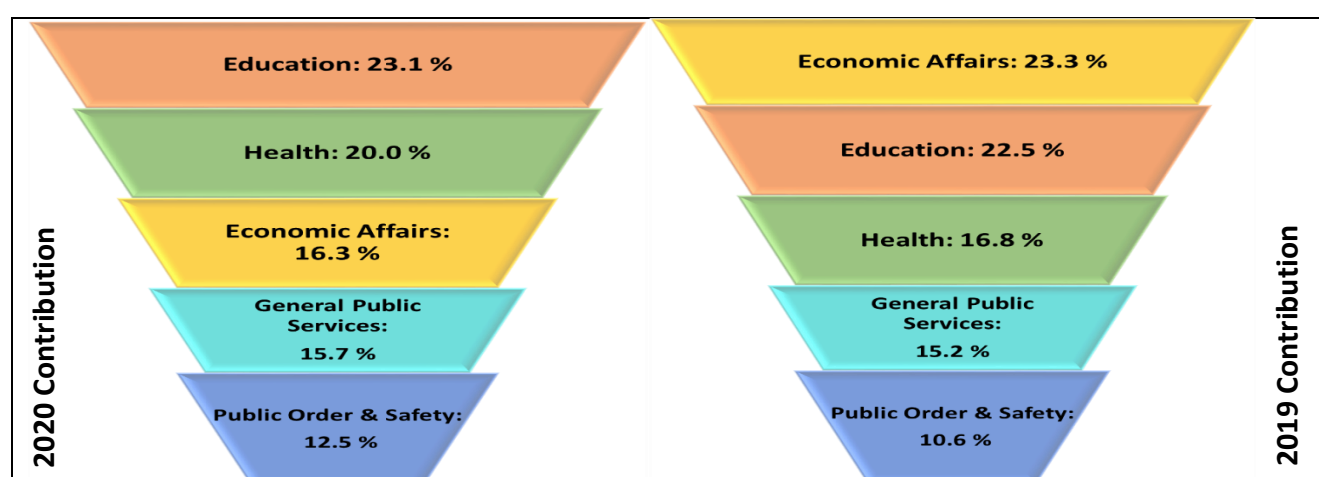 2020 Contribution
Education: 23.1 %
Health: 20.0 %
Economic Affairs:
16.3 %
General Public
Services:
15.7 %
Public Order & Safety:
12.5 %
Economic Affairs: 23.3 %
Education: 22.5 %
Health: 16.8 %
General Public
Services:
15.2 %
Public Order & Safety:
10.6 %
2019 Contribution